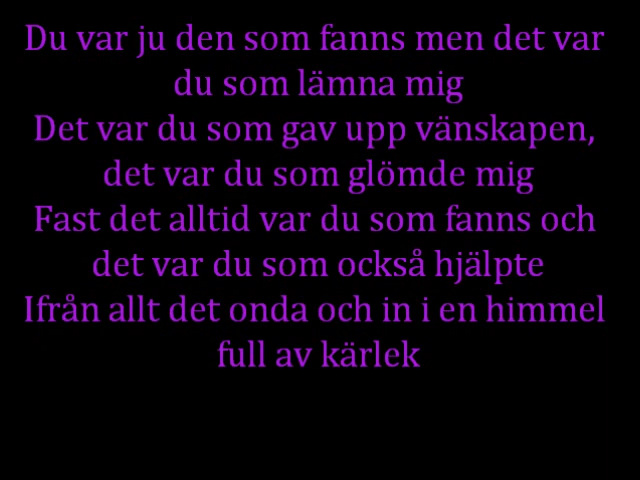 Du var ju den som fanns men det var
du som lämna mig
Det var du som gav upp vänskapen,
det var du som glömde mig
Fast det alltid var du som fanns och
det var du som också hjälpte
Ifrån allt det onda och in i en himmel
full av kärlek